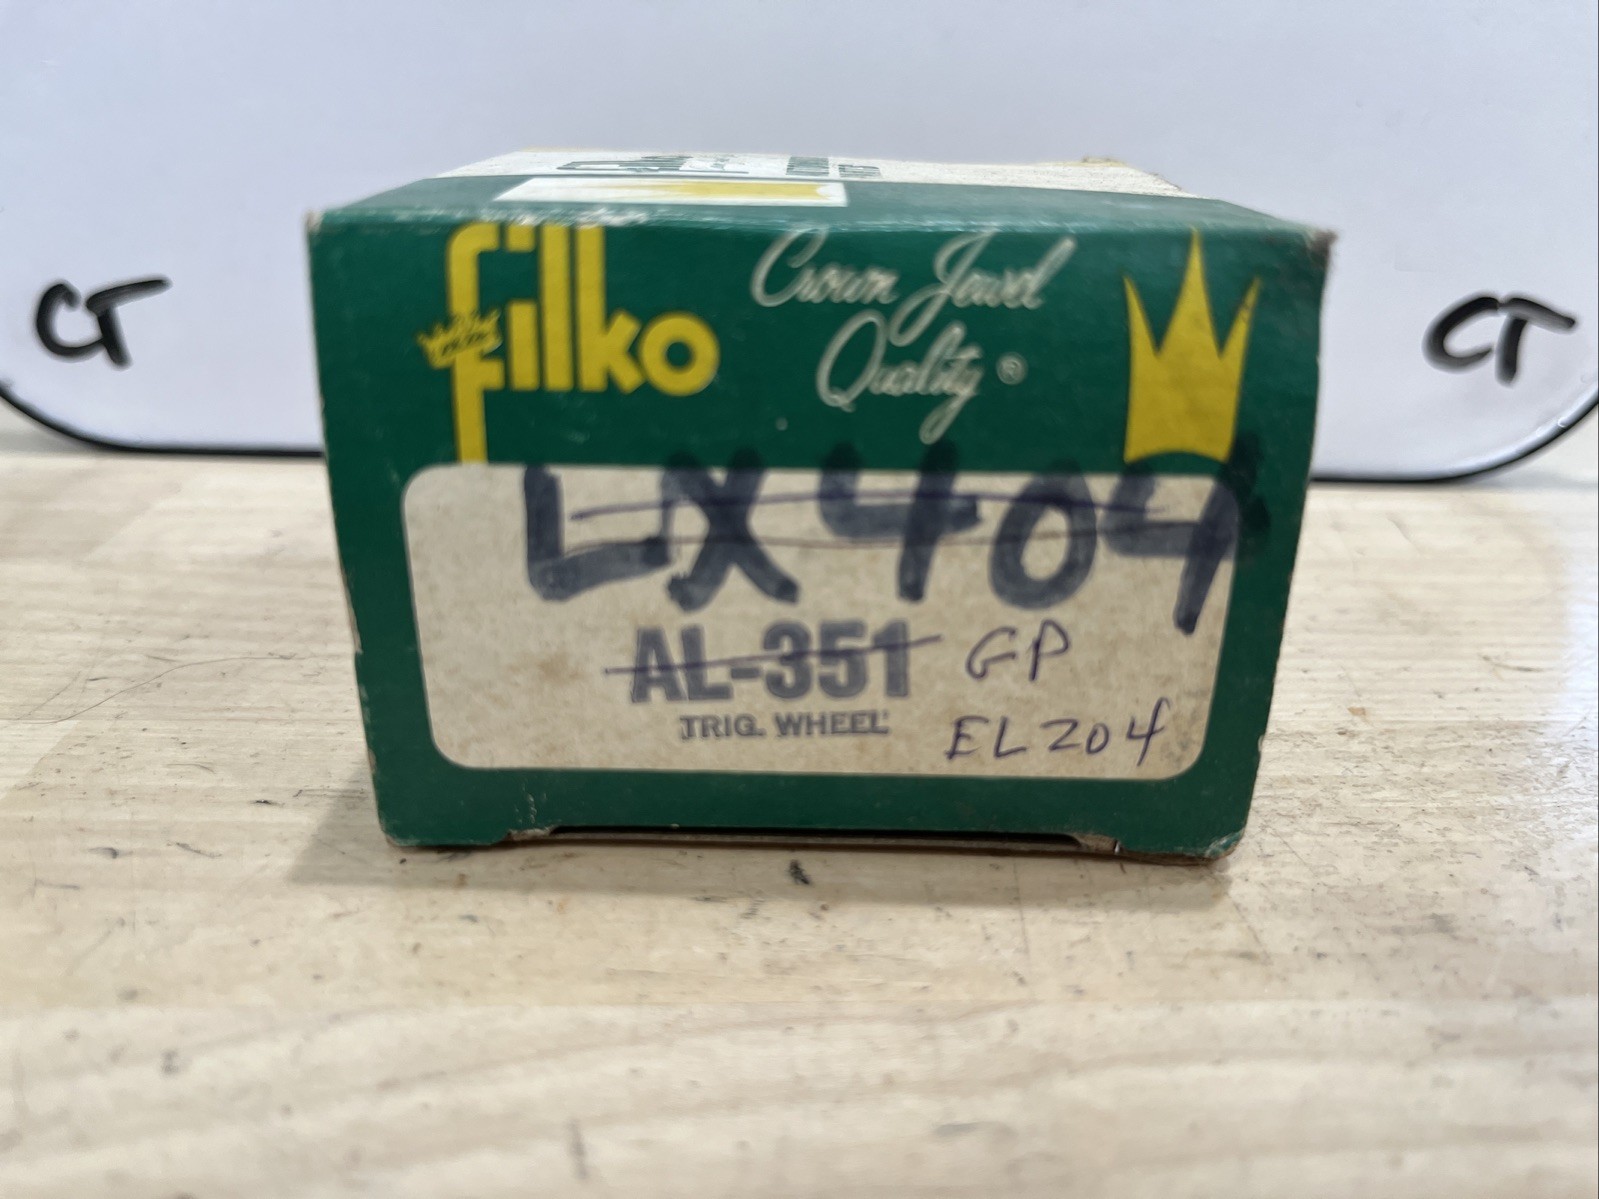 filko
Crown Jewel
Quality ®
CT
CT
LX404
AL-351 GP
TRIG. WHEEL
EL204